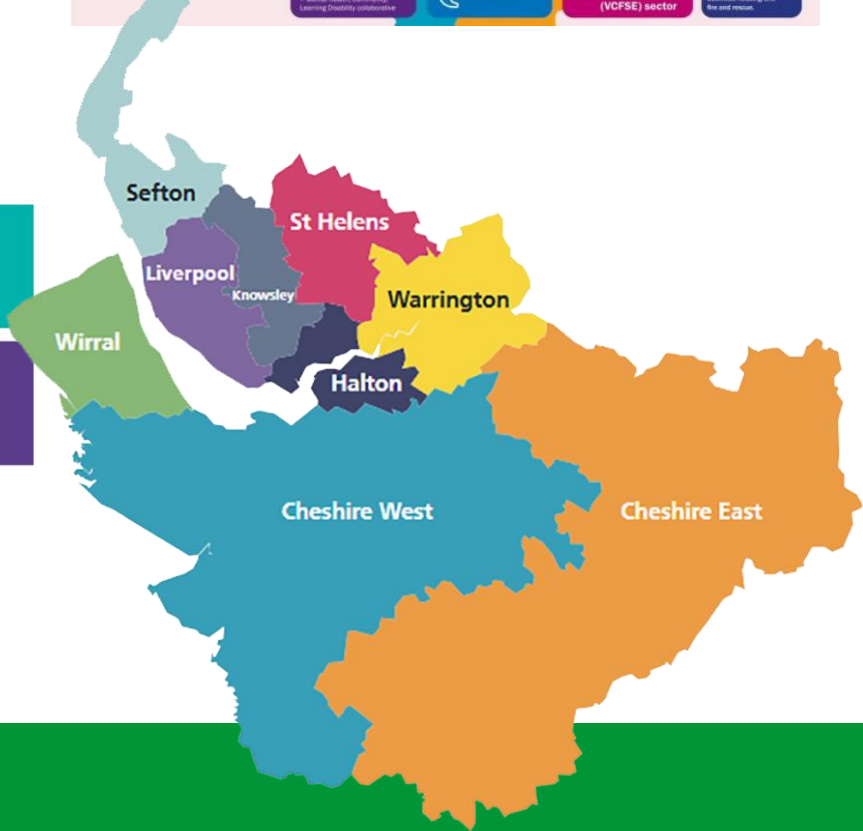 Learning Disability collaborative
(VCFSE) sector
fire and rescue.
Sefton
St Helens
Liverpool
Knowsley
Warrington
Wirral
Halton
Cheshire West
Cheshire East